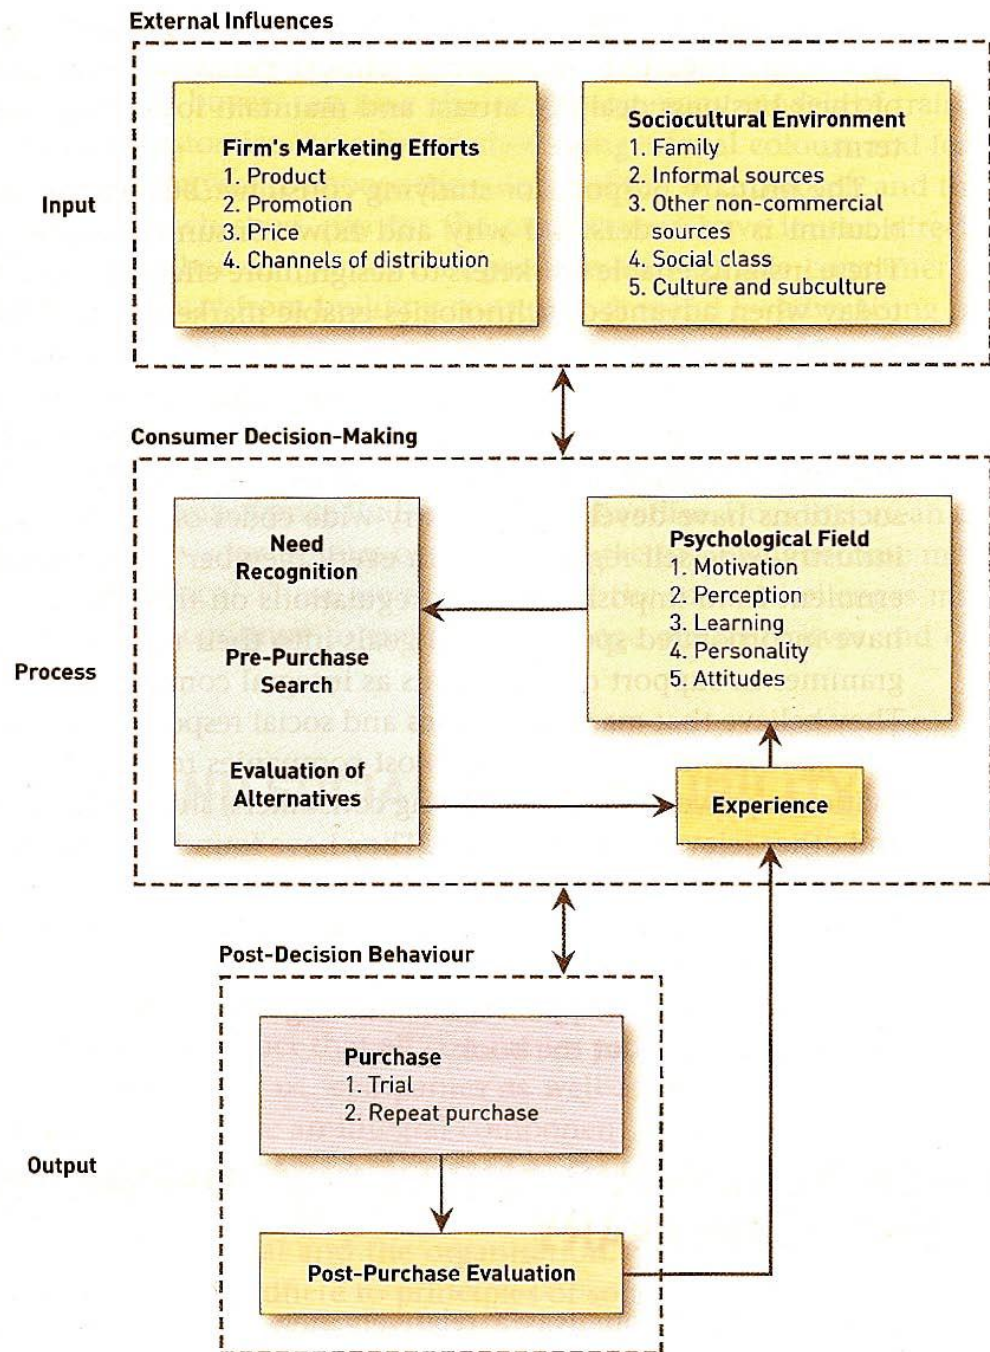 External Influences
Input
Firm's Marketing Efforts
1. Product
2. Promotion
3. Price
4. Channels of distribution
Sociocultural Environment
1. Family
2. Informal sources
3. Other non-commercial
sources
4. Social class
5. Culture and subculture
Consumer Decision-Making
Process
Need
Recognition
Pre-Purchase
Search
Evaluation of
Alternatives
Psychological Field
1. Motivation
2. Perception
3. Learning
4. Personality
5. Attitudes
Experience
Post-Decision Behaviour
Output
Purchase
1. Trial
2. Repeat purchase
Post-Purchase Evaluation